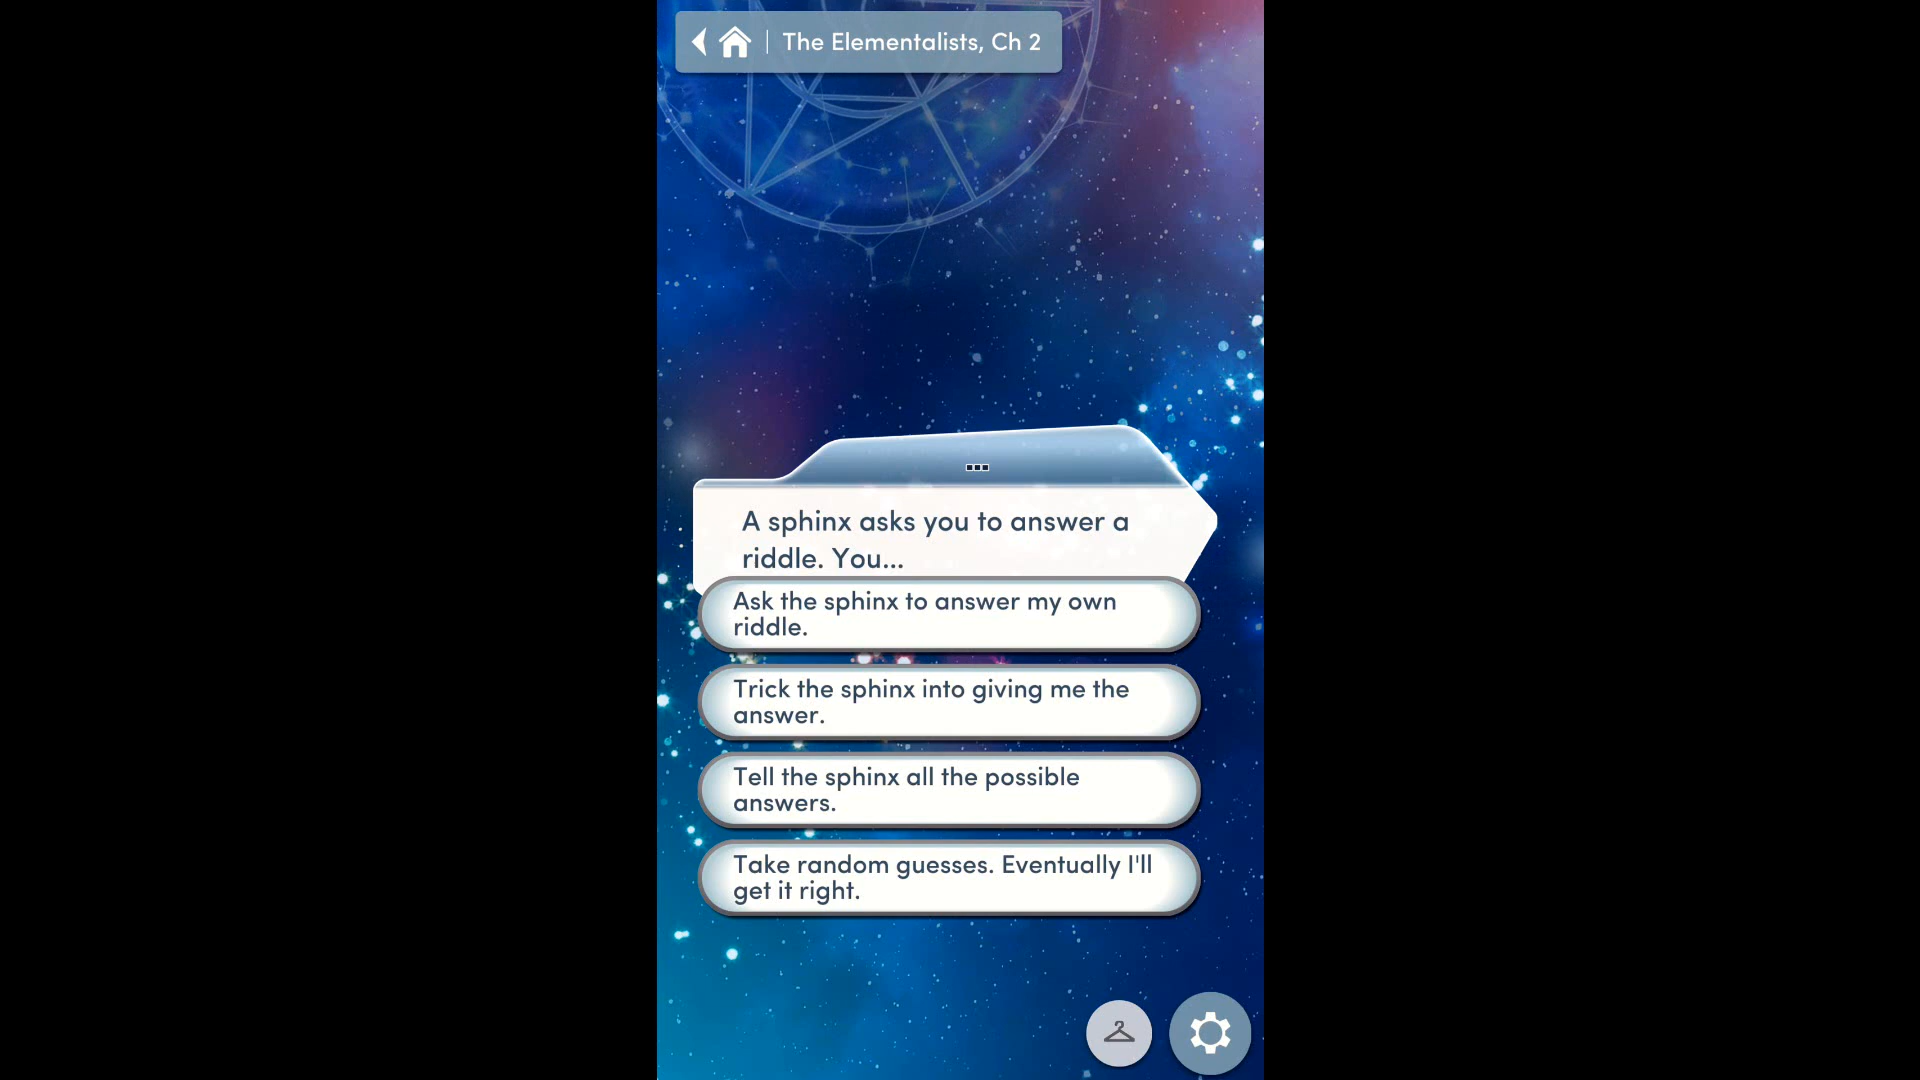 The Elementalists, Ch 2
...
A sphinx asks you to answer a
riddle. You...
Ask the sphinx to answer my own
riddle.
Trick the sphinx into giving me the
answer.
Tell the sphinx all the possible
answers.
Take random guesses. Eventually I'll
get it right.